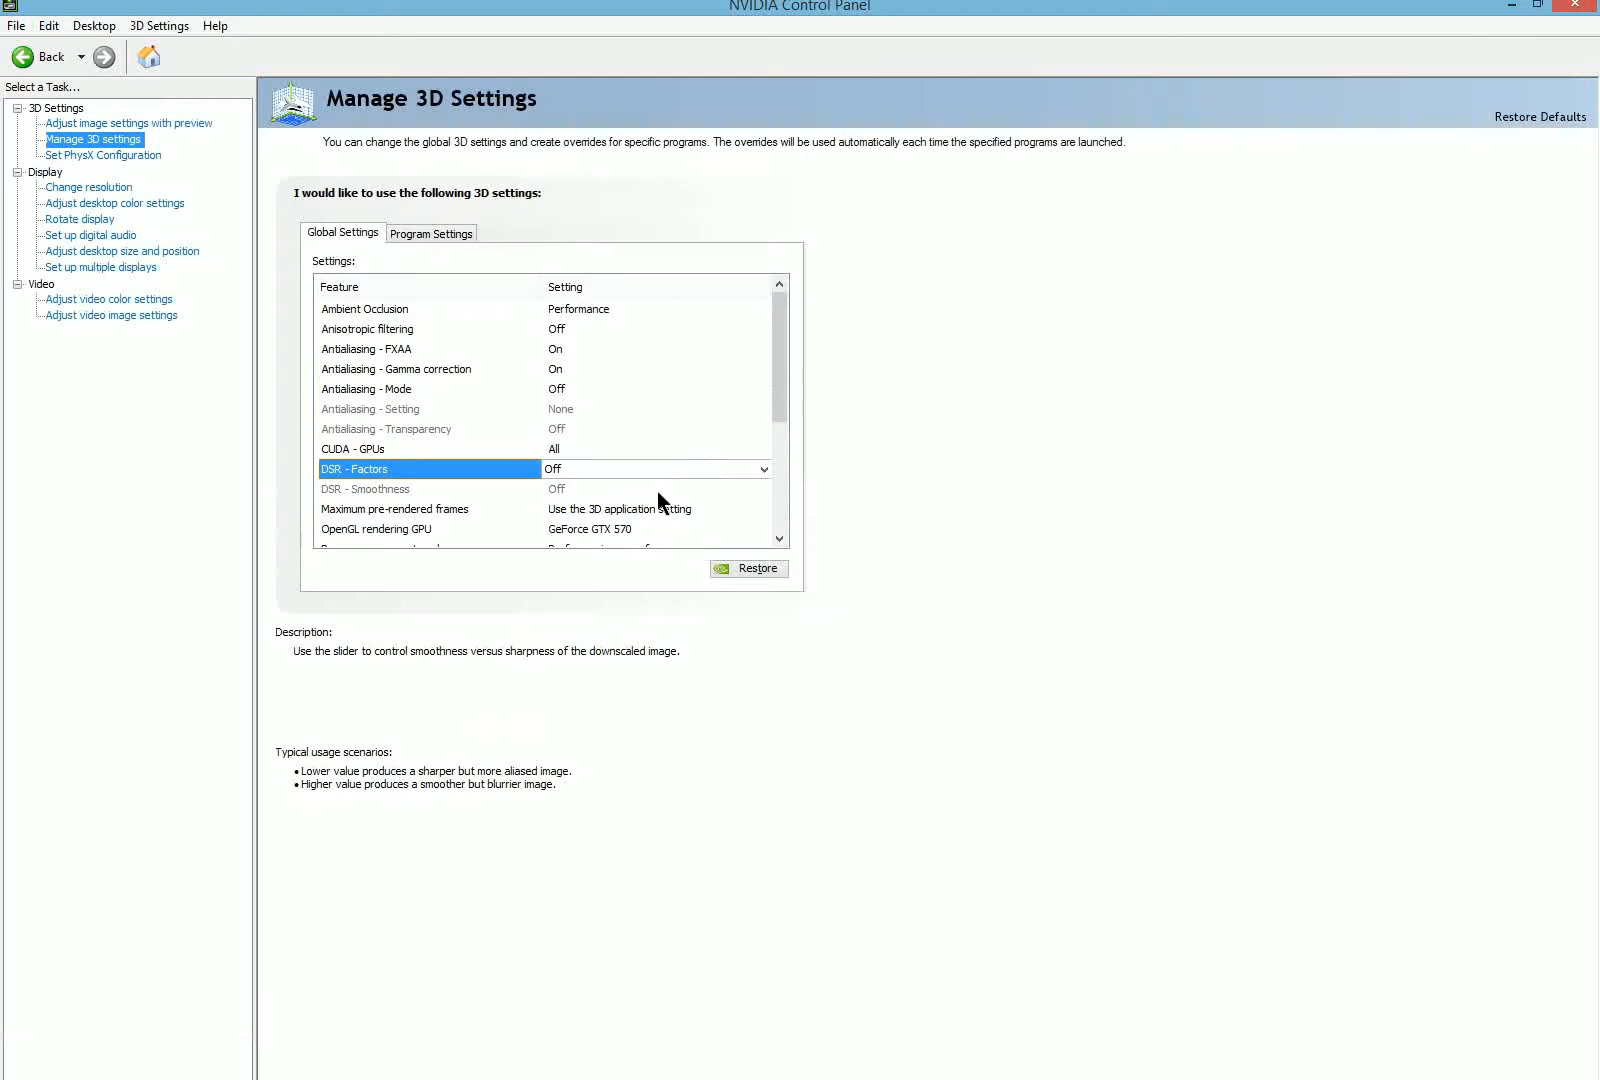 NVIDIA Control Panel
File Edit Desktop 3D Settings Help
Back
Select a Task...
3D Settings
Adjust image settings with preview
Manage 3D settings
Set PhysX Configuration
Display
Change resolution
Adjust desktop color settings
Rotate display
Set up digital audio
Adjust desktop size and position
Set up multiple displays
Video
Adjust video color settings
Adjust video image settings
Manage 3D Settings
Restore Defaults
You can change the global 3D settings and create overrides for specific programs. The overrides will be used automatically each time the specified programs are launched.
I would like to use the following 3D settings:
Global Settings Program Settings
Settings:
Feature Setting
Ambient Occlusion Performance
Anisotropic filtering Off
Antialiasing - FXAA On
Antialiasing - Gamma correction On
Antialiasing - Mode Off
Antialiasing - Setting None
Antialiasing - Transparency Off
CUDA - GPUs All
DSR - Factors Off
DSR - Smoothness Off
Maximum pre-rendered frames Use the 3D application setting
OpenGL rendering GPU GeForce GTX 570
Restore
Description:
Use the slider to control smoothness versus sharpness of the downscaled image.
Typical usage scenarios:
• Lower value produces a sharper but more aliased image.
• Higher value produces a smoother but blurrier image.